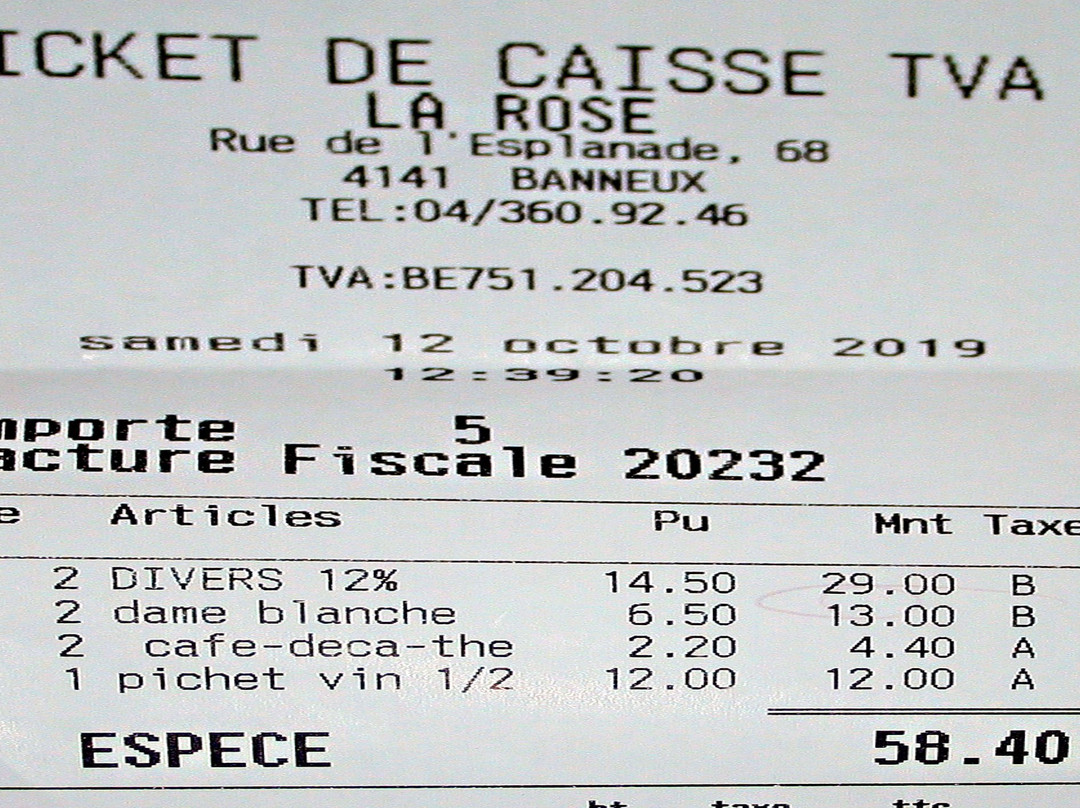 ICKET DE CAISSE TVA
LA ROSE
Rue de l'Esplanade, 68
4141 BANNEUX
TEL:04/360.92.46
TVA:BE751.204.523
samedi 12 octobre 2019
12:39:20
mporte 5
acture Fiscale 20232
e Articles Pu Mnt Taxe
2 DIVERS 12% 14.50 29.00 B
2 dame blanche 6.50 13.00 B
2 cafe-deca-the 2.20 4.40 A
1 pichet vin 1/2 12.00 12.00 A
ESPECE 58.40